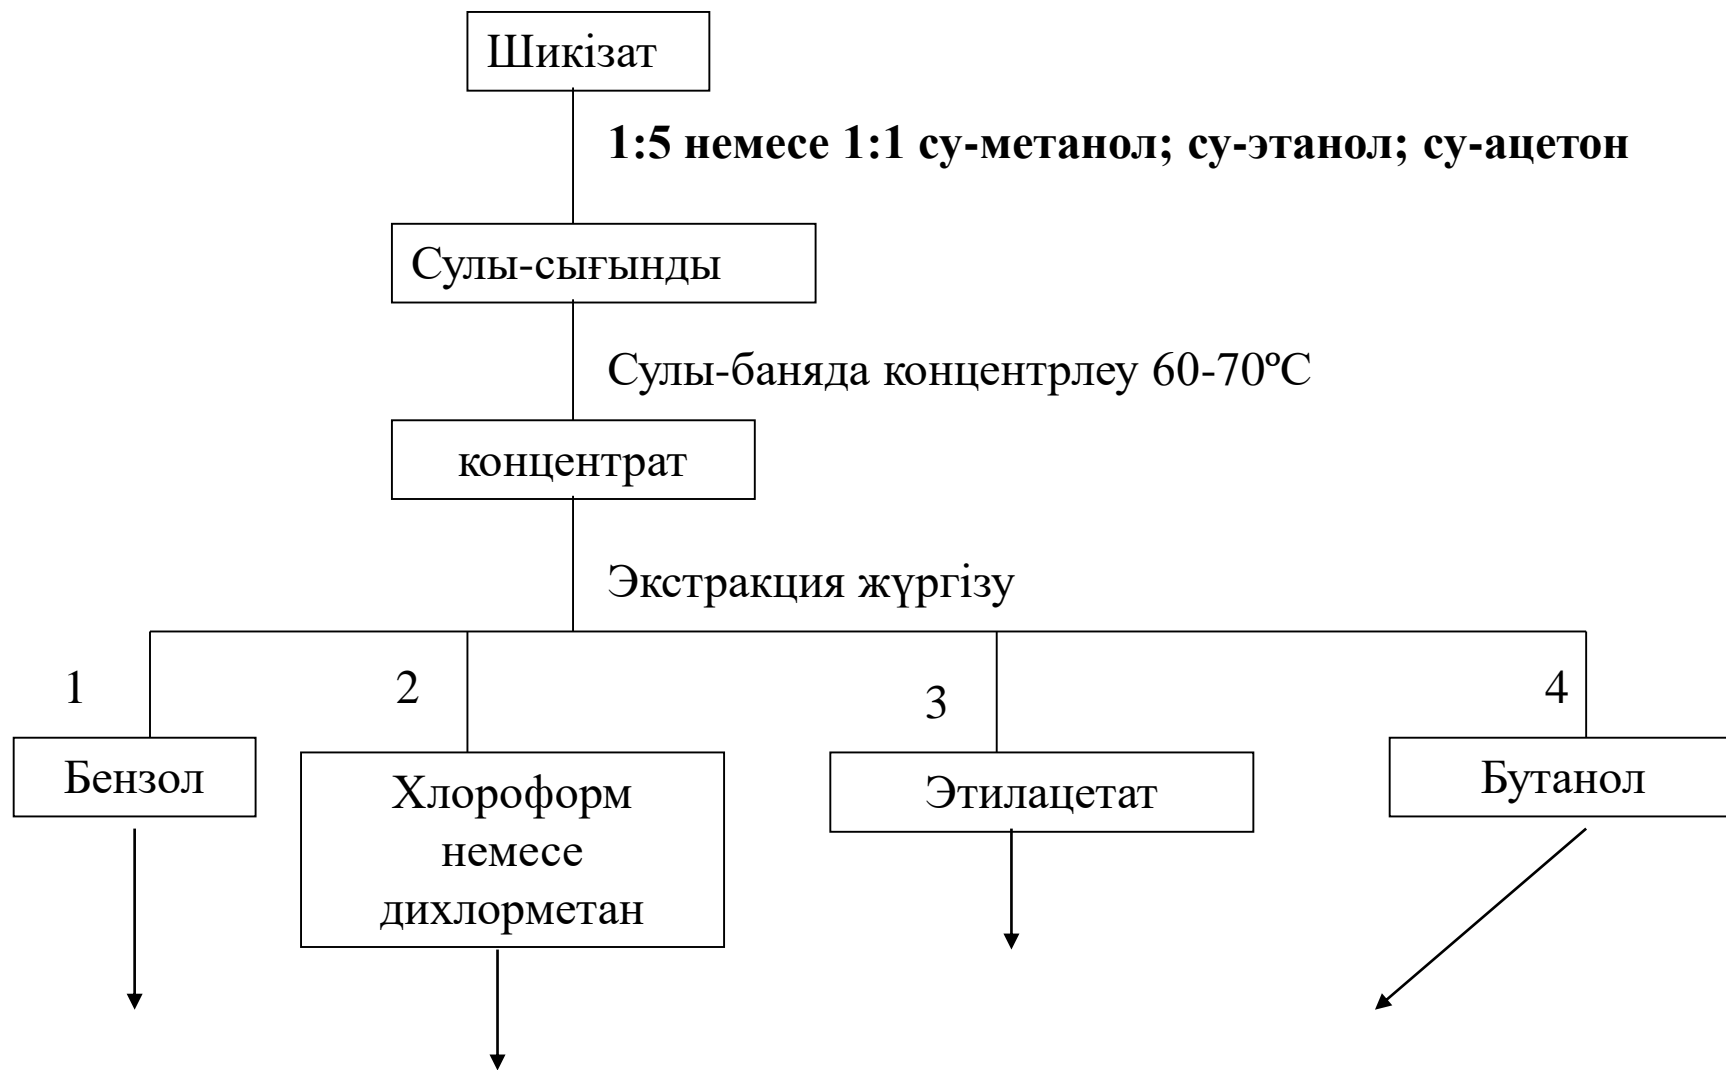 Шикізат
1:5 немесе 1:1 су-метанол; су-этанол; су-ацетон
Сулы-сығынды
Сулы-баняда концентрлеу 60-70ºС
концентрат
Экстракция жүргізу
1
2
3
4
Бензол
Хлороформ
немесе
дихлорметан
Этилацетат
Бутанол